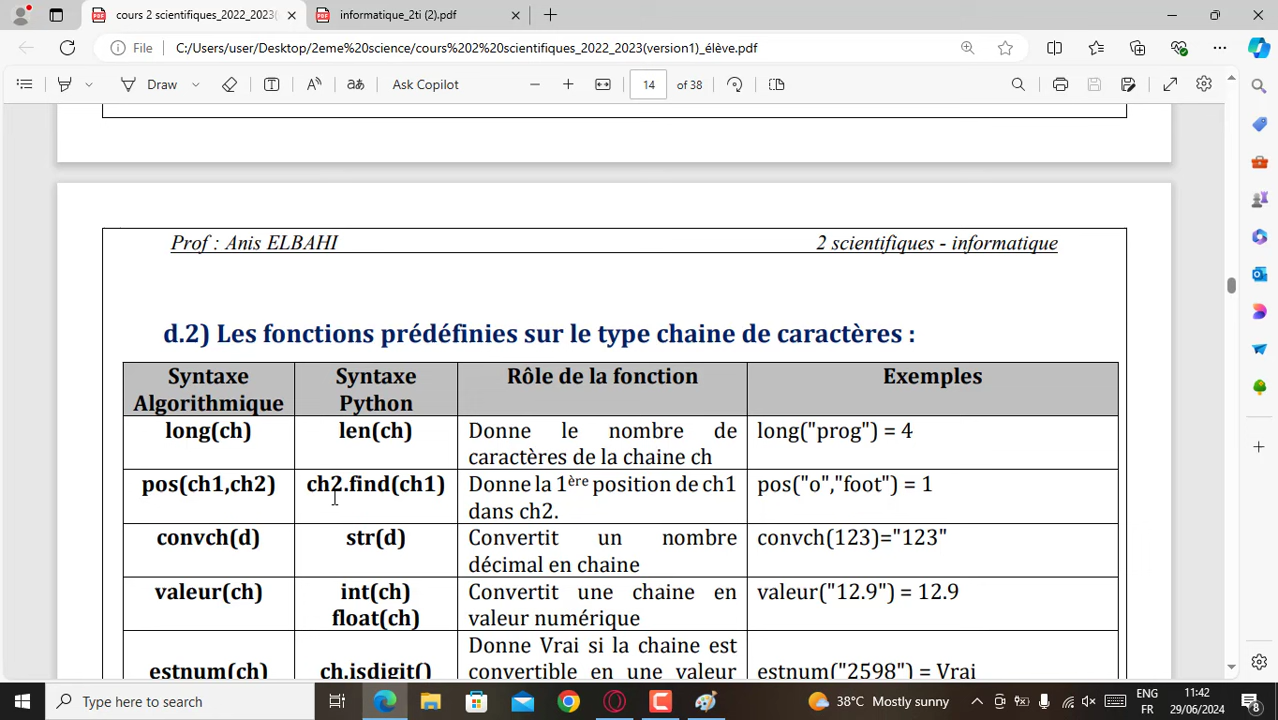 cours 2 scientifiques_2022_2023(
informatique_2ti (2).pdf
File
C:/Users/user/Desktop/2eme%20science/cours%202%20scientifiques_2022_2023(version1)_élève.pdf
Draw
Ask Copilot
14
of 38
Prof : Anis ELBAHI
2 scientifiques - informatique
d.2) Les fonctions prédéfinies sur le type chaine de caractères :
Syntaxe
Algorithmique
Syntaxe
Python
Rôle de la fonction
Exemples
long(ch)
len(ch)
Donne le nombre de
caractères de la chaine ch
long("prog") = 4
pos(ch1,ch2)
ch2.find(ch1)
Donne la 1ère position de ch1
dans ch2.
pos("o","foot") = 1
convch(d)
str(d)
Convertit un nombre
décimal en chaine
convch(123)="123"
valeur(ch)
int(ch)
float(ch)
Convertit une chaine en
valeur numérique
valeur("12.9") = 12.9
estnum(ch)
ch.isdigit()
Donne Vrai si la chaine est
convertible en une valeur
estnum("2598") = Vrai
Type here to search
38°C Mostly sunny
ENG
FR
11:42
29/06/2024
8